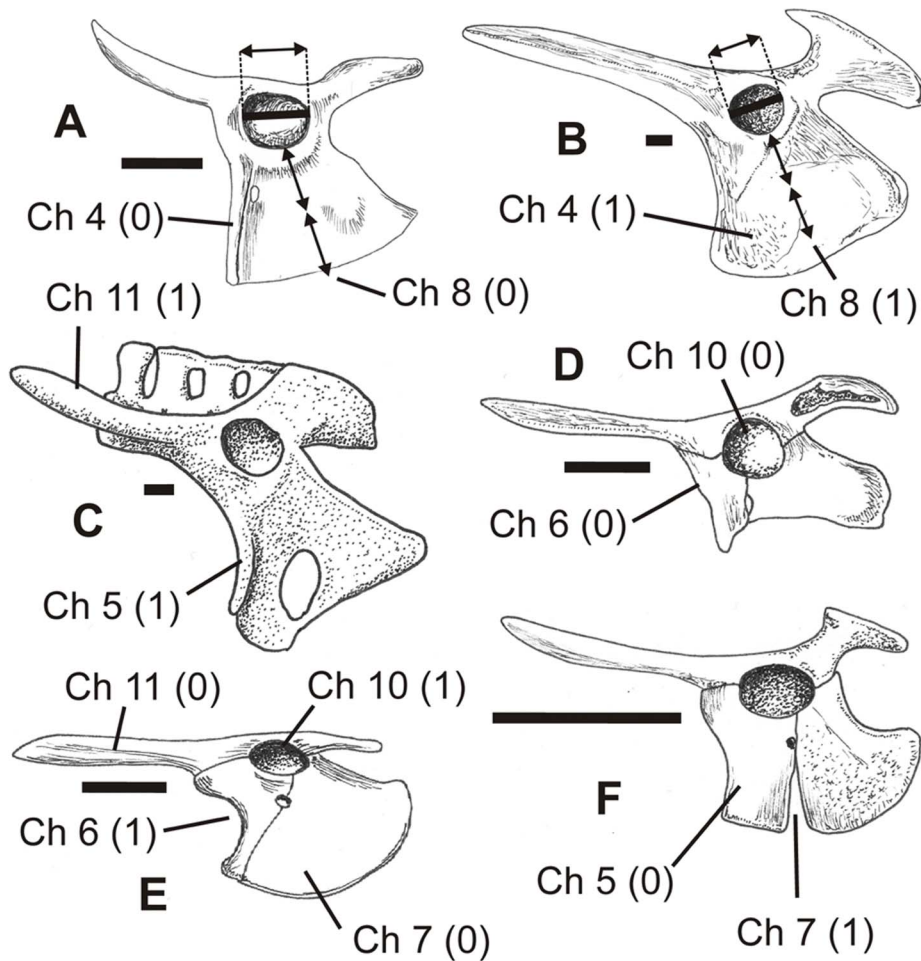 A
B
Ch 4 (0)
Ch 4 (1)
Ch 8 (0)
Ch 8 (1)
Ch 11 (1)
Ch 10 (0)
D
C
Ch 6 (0)
Ch 5 (1)
Ch 11 (0)
Ch 10 (1)
F
Ch 6 (1)
Ch 5 (0)
E
Ch 7 (0)
Ch 7 (1)